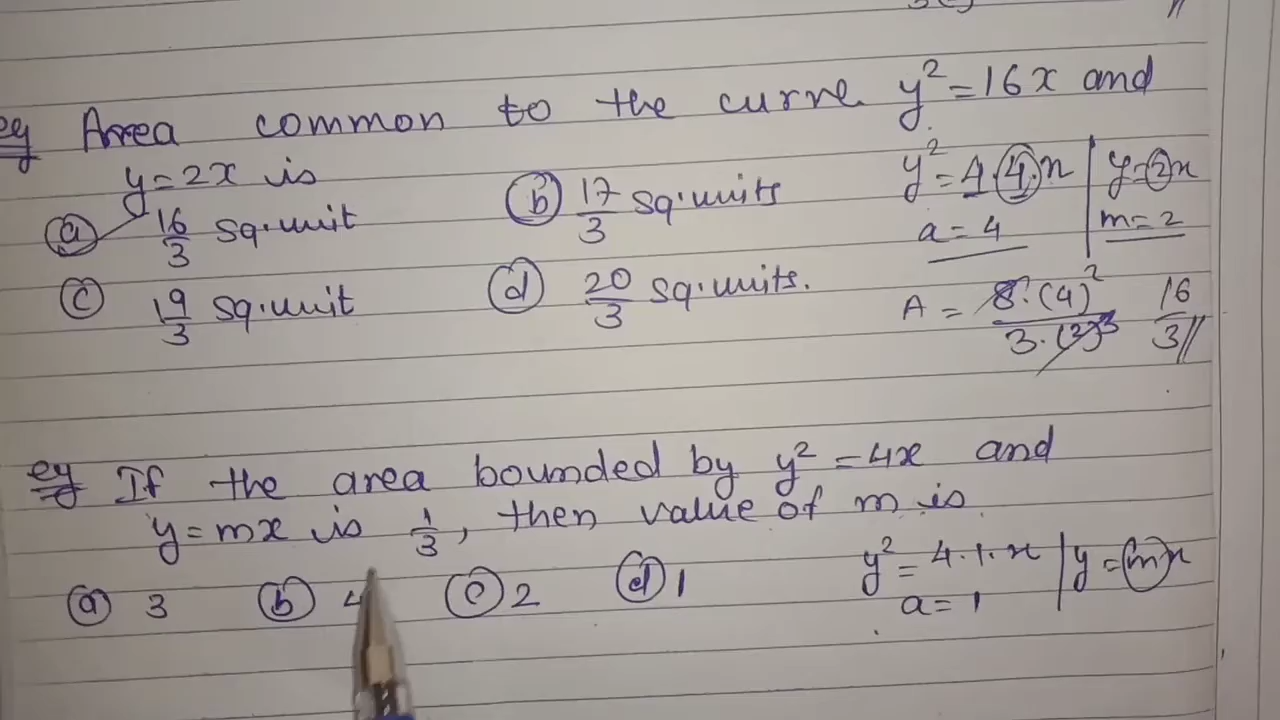 eg Area common to the curve y² = 16x and
y = 2x is
(a) 16/3 sq. unit (b) 17/3 sq. units
(c) 19/3 sq. unit (d) 20/3 sq. units.
y² = 4.4.x | y = 2x
a = 4 | m = 2
A = 8.(4)²/3.(2)³ 16/3
eg If the area bounded by y² = 4x and
y = mx is 1/3, then value of m is
(a) 3 (b) 4 (c) 2 (d) 1
y² = 4.1.x | y = mx
a = 1